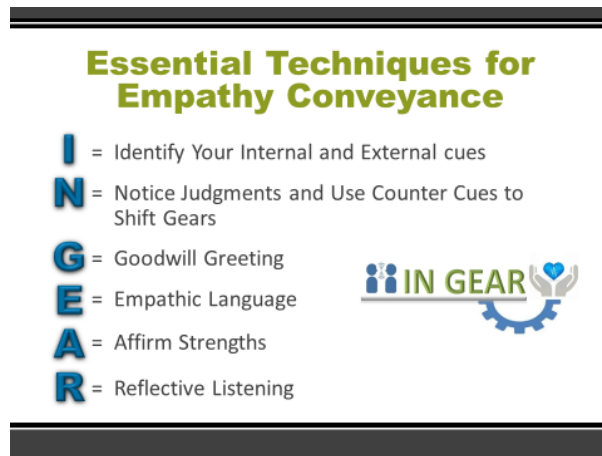 Essential Techniques for
Empathy Conveyance
I = Identify Your Internal and External cues
N = Notice Judgments and Use Counter Cues to
Shift Gears
G = Goodwill Greeting
E = Empathic Language
A = Affirm Strengths
R = Reflective Listening
IN GEAR